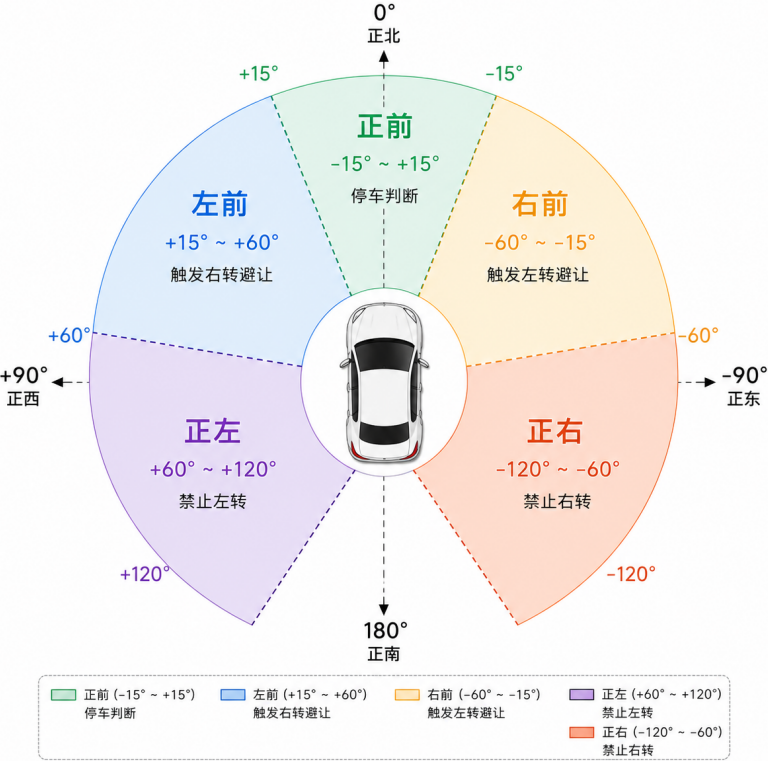 0°
正北
+15°
-15°
正前
-15° ~ +15°
停车判断
左前
+15° ~ +60°
触发右转避让
右前
-60° ~ -15°
触发左转避让
+60°
-60°
+90°
正西
-90°
正东
正左
+60° ~ +120°
禁止左转
正右
-120° ~ -60°
禁止右转
+120°
-120°
180°
正南
正前 (-15° ~ +15°)
停车判断
左前 (+15° ~ +60°)
触发右转避让
右前 (-60° ~ -15°)
触发左转避让
正左 (+60° ~ +120°)
禁止左转
正右 (-120° ~ -60°)
禁止右转